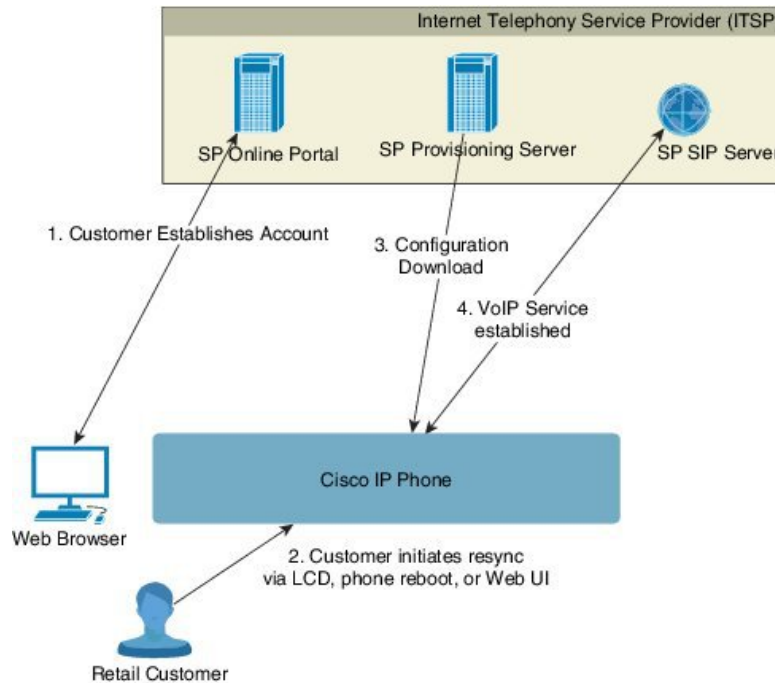 Internet Telephony Service Provider (ITSP
SP Online Portal
SP Provisioning Server
SP SIP Server
1. Customer Establishes Account
3. Configuration
Download
4. VoIP Service
established
Cisco IP Phone
Web Browser
2. Customer initiates resync
via LCD, phone reboot, or Web UI
Retail Customer